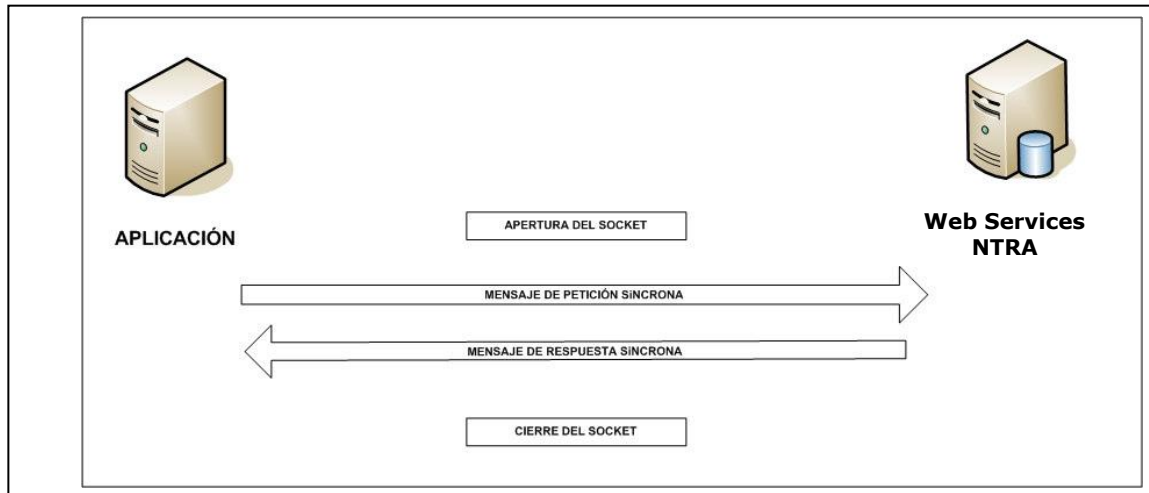 APLICACIÓN
Web Services
NTRA
APERTURA DEL SOCKET
MENSAJE DE PETICIÓN SíNCRONA
MENSAJE DE RESPUESTA SíNCRONA
CIERRE DEL SOCKET